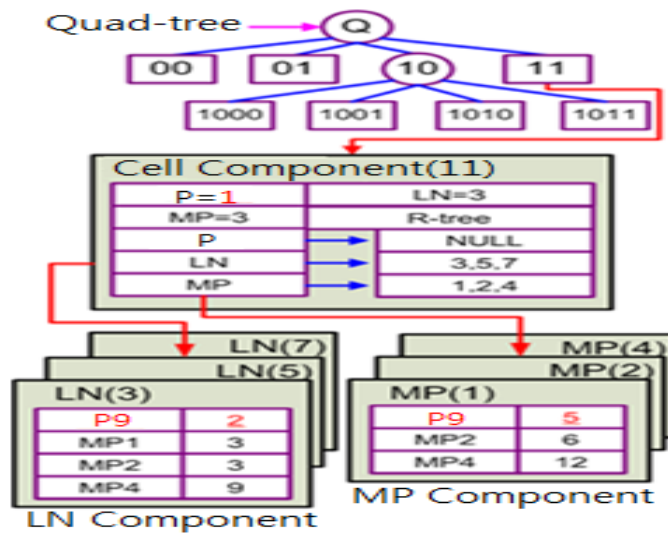 Quad-tree
Q
00 01 10 11
1000 1001 1010 1011
Cell Component(11)
P=1 LN=3
MP=3 R-tree
P NULL
LN 3,5,7
MP 1,2,4
LN(7)
LN(5)
LN(3)
P9 2
MP1 3
MP2 3
MP4 9
LN Component
MP(4)
MP(2)
MP(1)
P9 5
MP2 6
MP4 12
MP Component